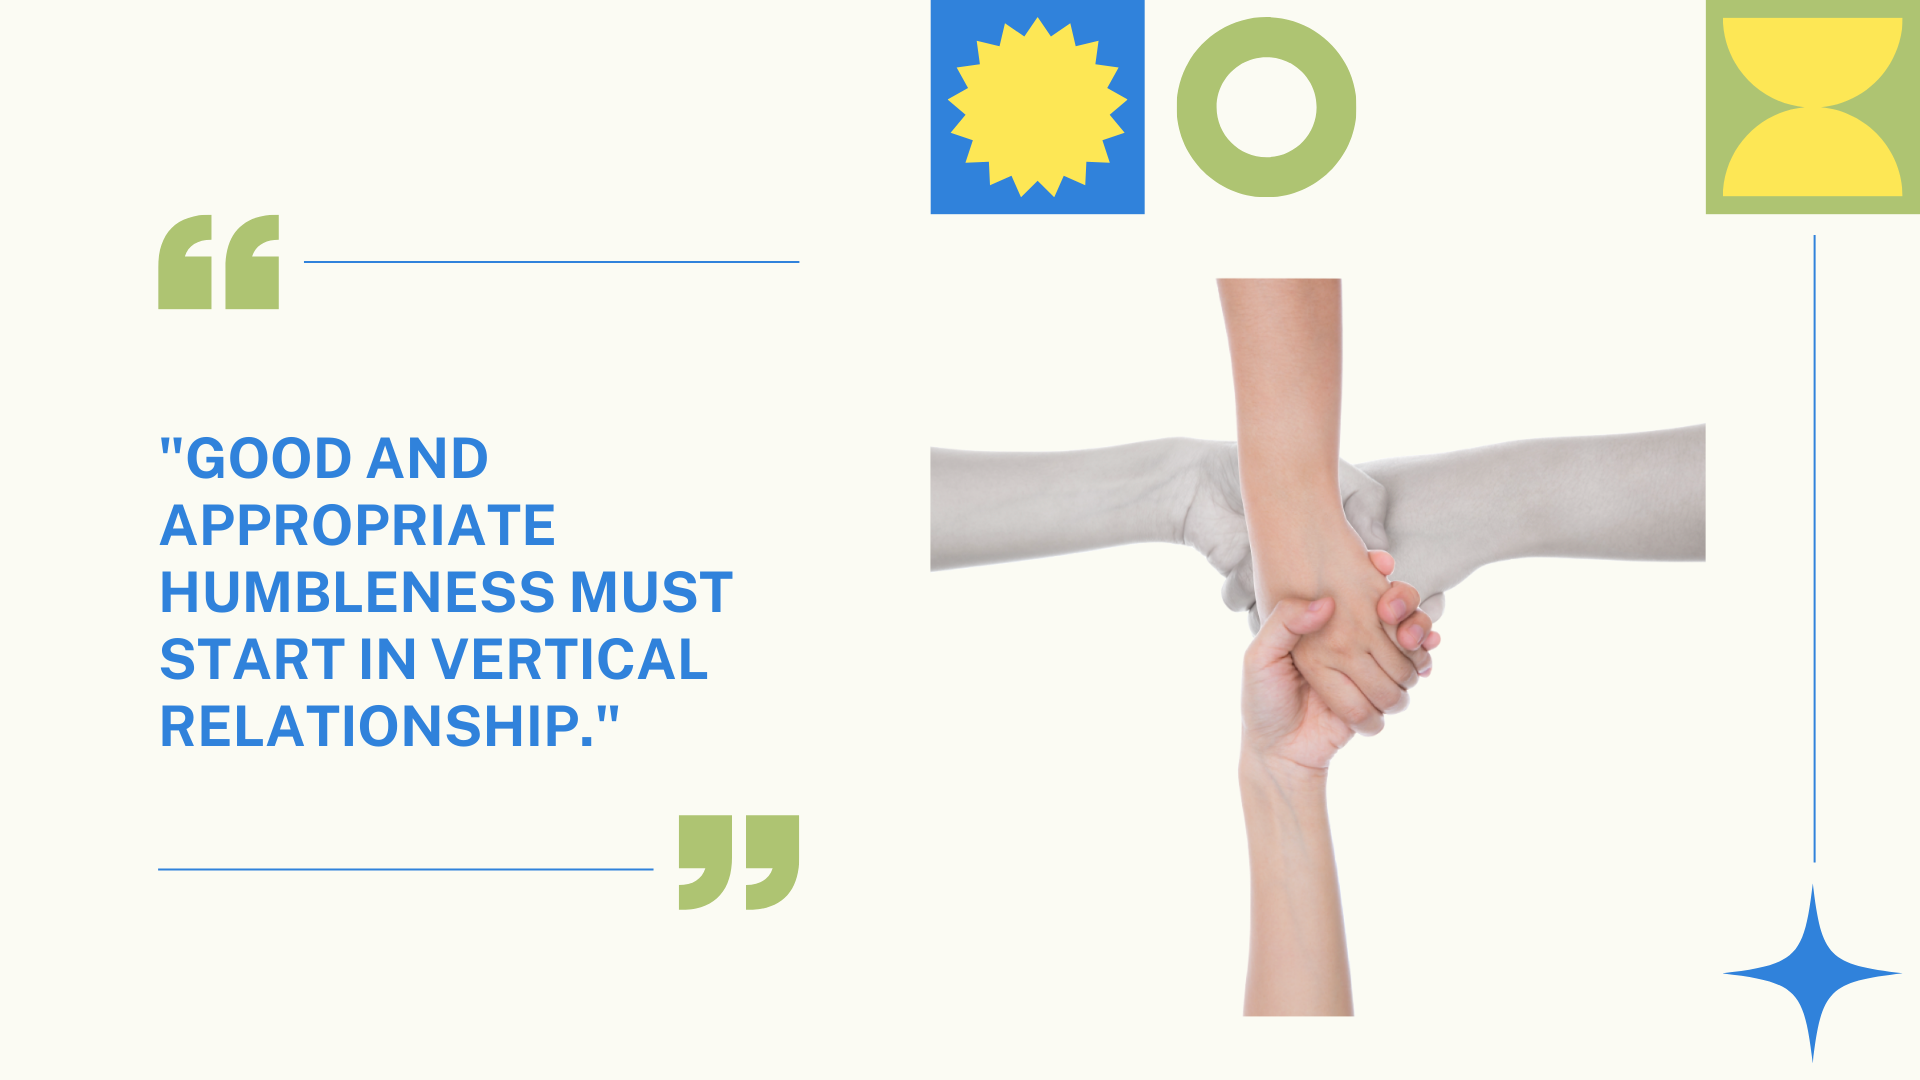 "GOOD AND
APPROPRIATE
HUMBLENESS MUST
START IN VERTICAL
RELATIONSHIP."